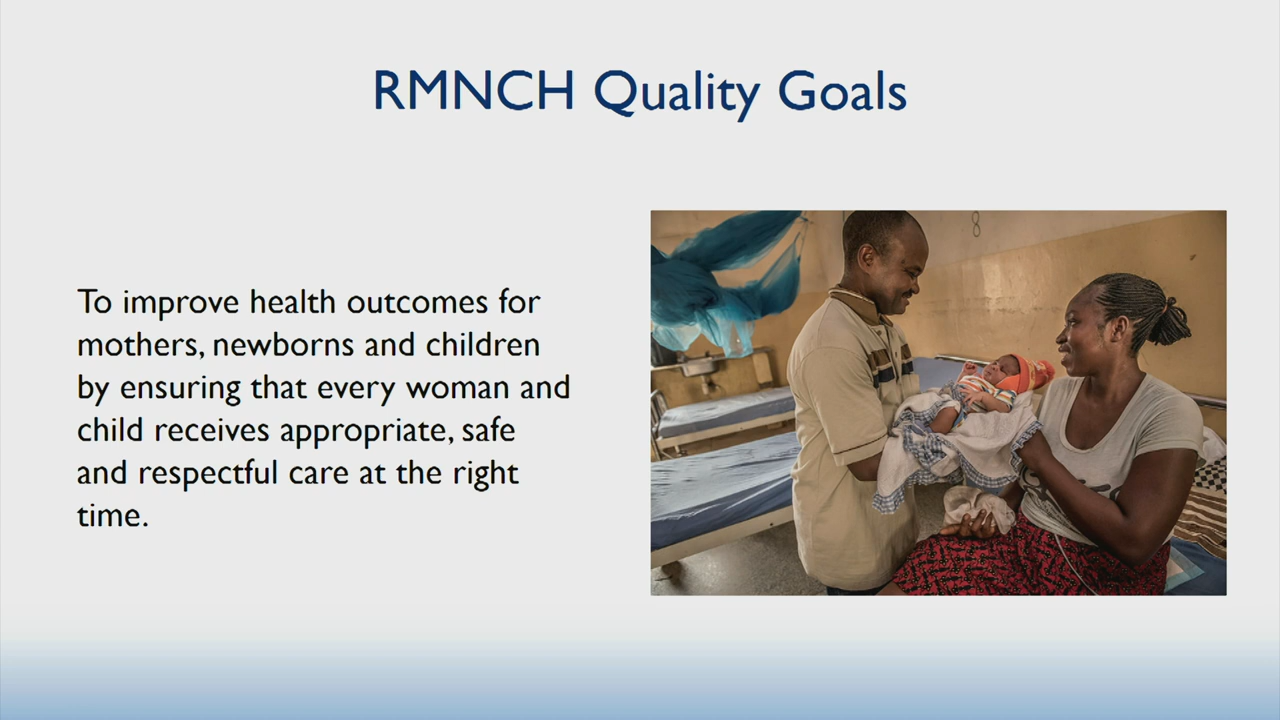 RMNCH Quality Goals
To improve health outcomes for
mothers, newborns and children
by ensuring that every woman and
child receives appropriate, safe
and respectful care at the right
time.
8